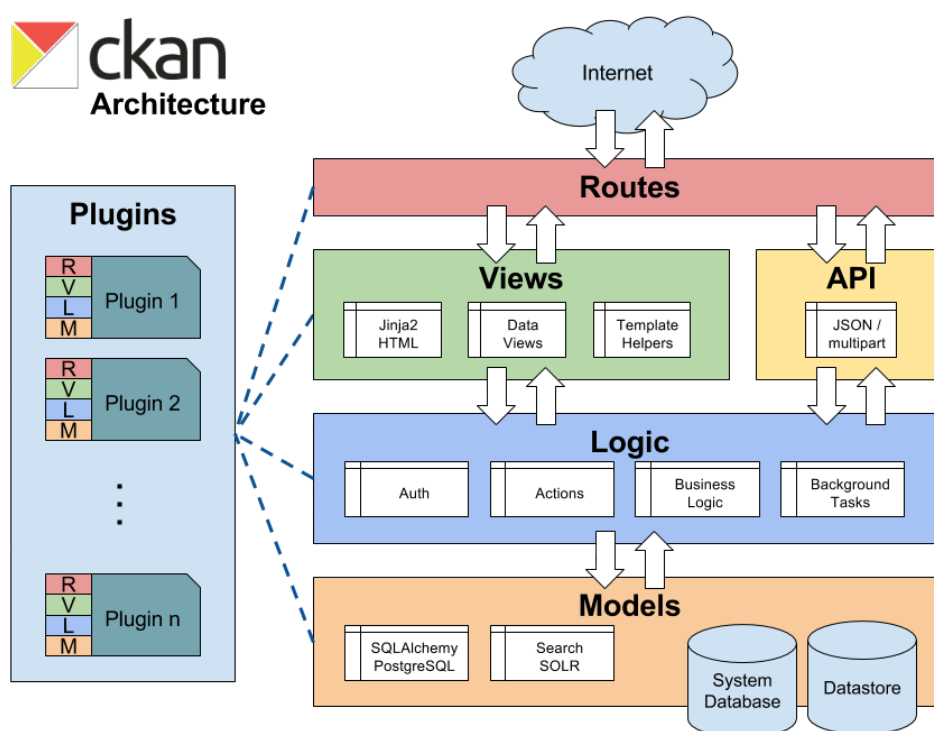 ckan
Architecture
Internet
Routes
Plugins
R
V
L
M
Plugin 1
R
V
L
M
Plugin 2
R
V
L
M
Plugin n
Views
Jinja2
HTML
Data
Views
Template
Helpers
API
JSON /
multipart
Logic
Auth
Actions
Business
Logic
Background
Tasks
Models
SQLAlchemy
PostgreSQL
Search
SOLR
System
Database
Datastore